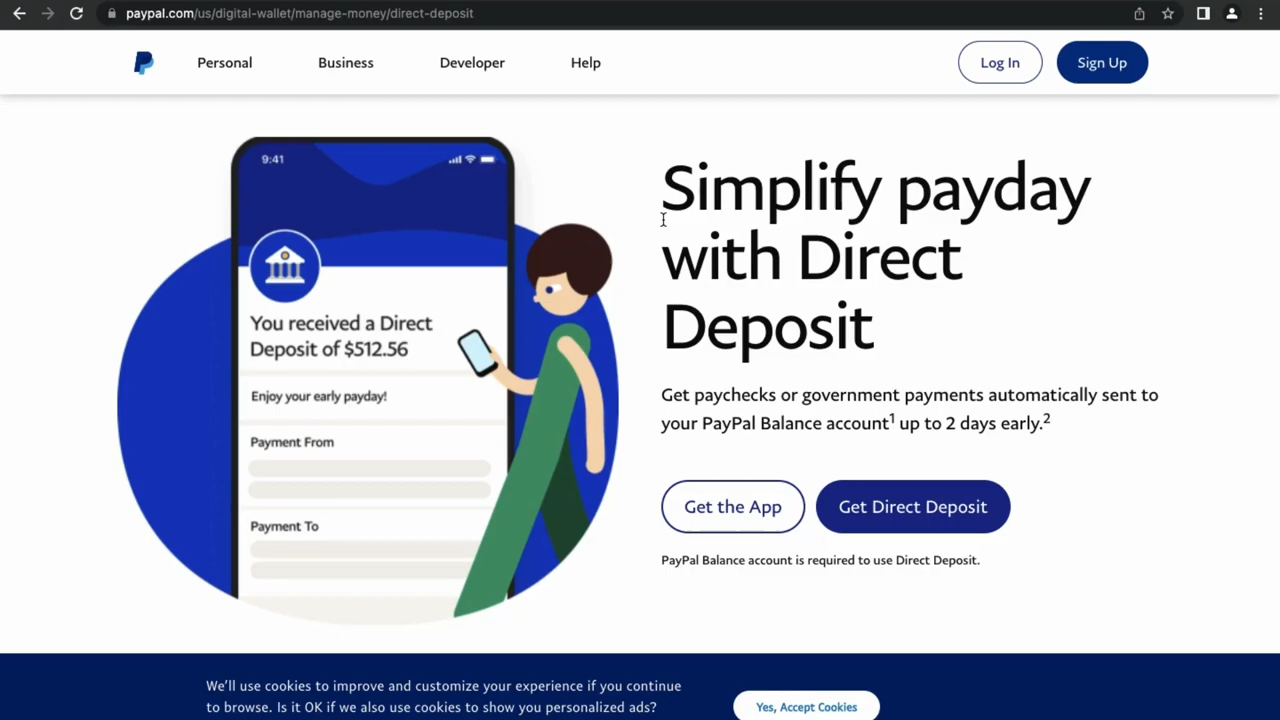 paypal.com/us/digital-wallet/manage-money/direct-deposit
Personal
Business
Developer
Help
Log In
Sign Up
9:41
You received a Direct
Deposit of $512.56
Enjoy your early payday!
Payment From
Payment To
Simplify payday
with Direct
Deposit
Get paychecks or government payments automatically sent to
your PayPal Balance account1 up to 2 days early.2
Get the App
Get Direct Deposit
PayPal Balance account is required to use Direct Deposit.
We'll use cookies to improve and customize your experience if you continue
to browse. Is it OK if we also use cookies to show you personalized ads?
Yes, Accept Cookies